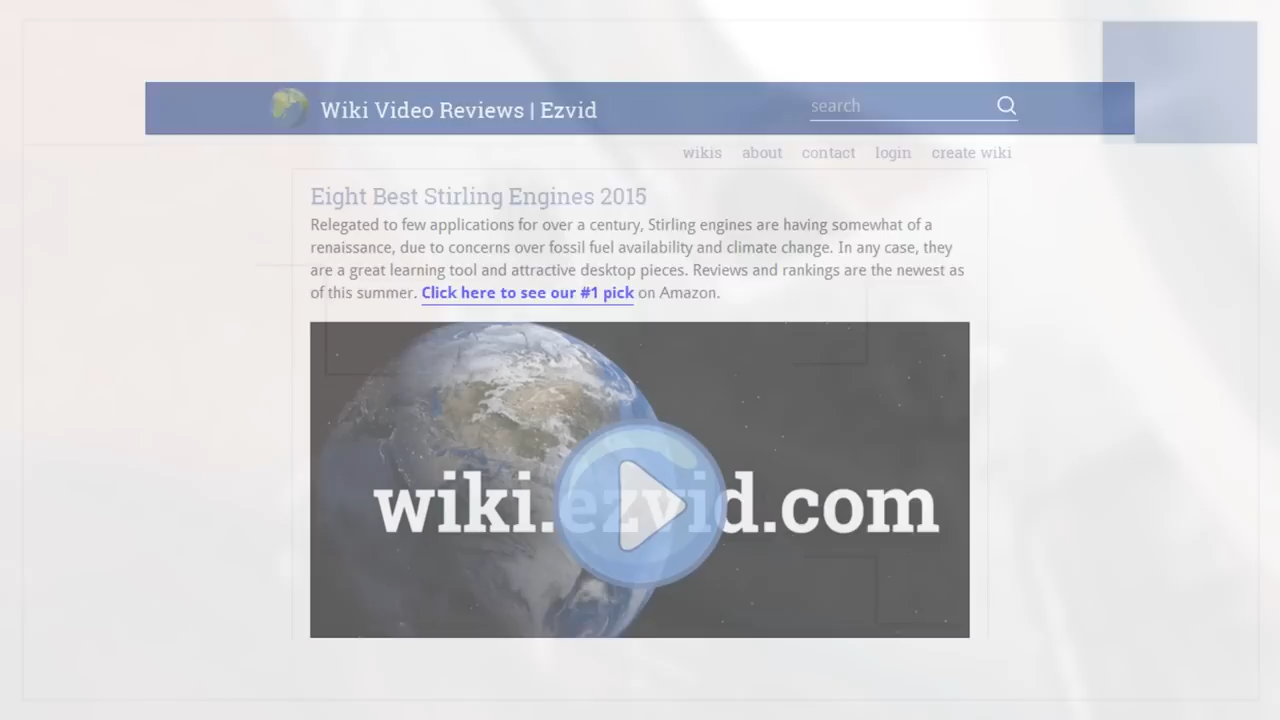 Wiki Video Reviews | Ezvid
search
wikis about contact login create wiki
Eight Best Stirling Engines 2015
Relegated to few applications for over a century, Stirling engines are having somewhat of a
renaissance, due to concerns over fossil fuel availability and climate change. In any case, they
are a great learning tool and attractive desktop pieces. Reviews and rankings are the newest as
of this summer. Click here to see our #1 pick on Amazon.
wiki.ezvid.com